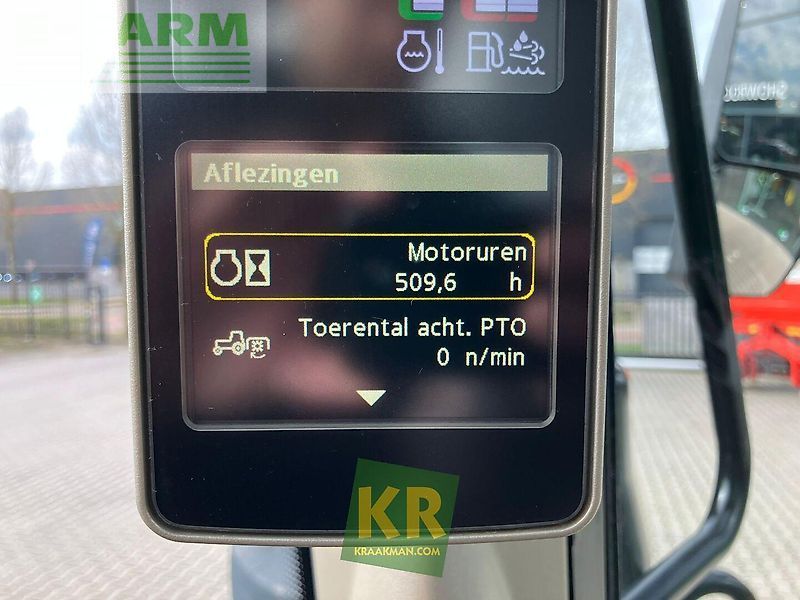 ARM
Aflezingen
Motoruren
509,6 h
Toerental acht. PTO
0 n/min
KR
KRAAKMAN.COM